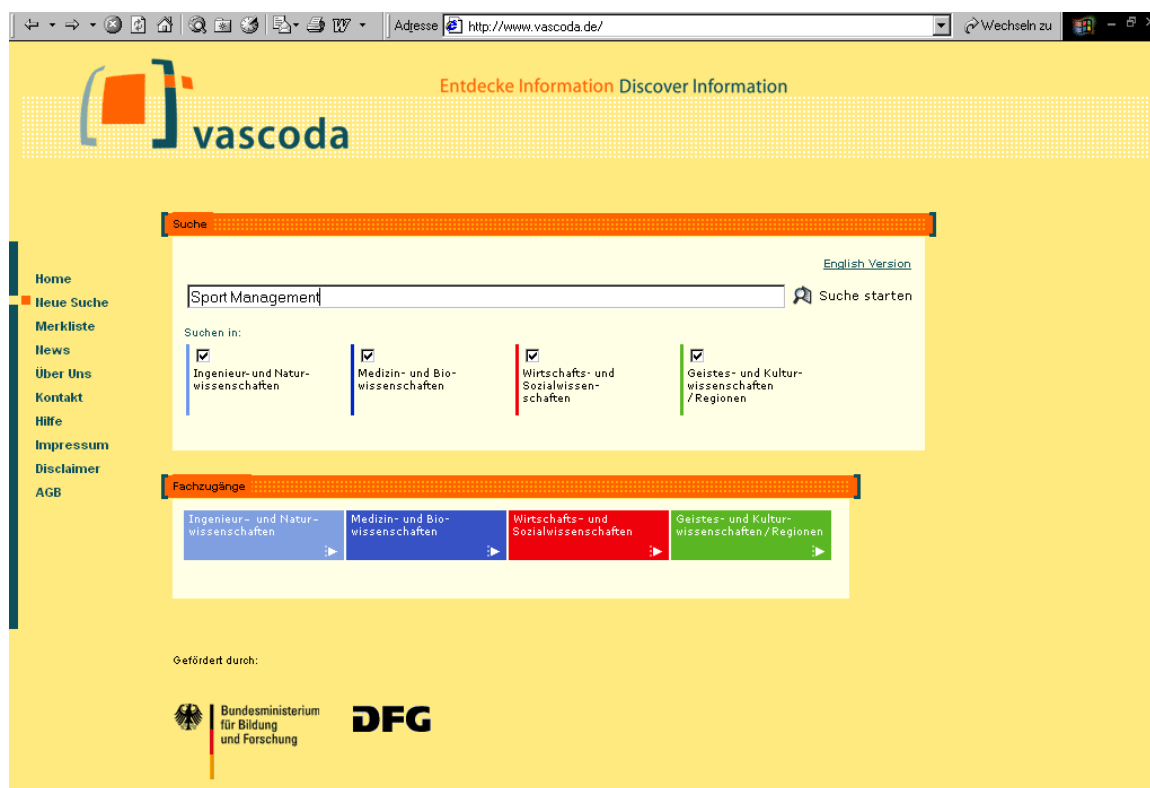 Adresse http://www.vascoda.de/ Wechseln zu
Entdecke Information Discover Information
vascoda
Suche
English Version
Sport Management Suche starten
Suchen in:
Ingenieur-und Natur-
wissenschaften
Medizin- und Bio-
wissenschaften
Wirtschafts- und
Sozialwissen-
schaften
Geistes- und Kultur-
wissenschaften
/Regionen
Home
Neue Suche
Merkliste
News
Über Uns
Kontakt
Hilfe
Impressum
Disclaimer
AGB
Fachzugänge
Ingenieur- und Natur-
wissenschaften
Medizin- und Bio-
wissenschaften
Wirtschafts- und
Sozialwissenschaften
Geistes- und Kultur-
wissenschaften/Regionen
Gefördert durch:
Bundesministerium
für Bildung
und Forschung
DFG